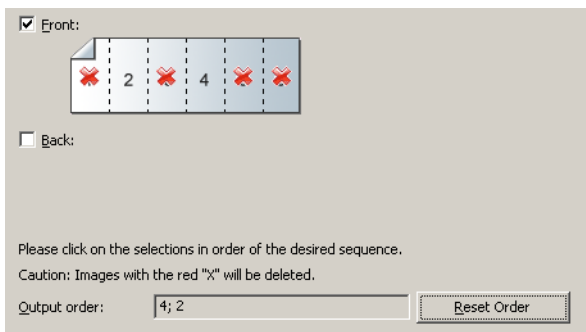 Front:
2 4
Back:
Please click on the selections in order of the desired sequence.
Caution: Images with the red "X" will be deleted.
Output order: 4; 2 Reset Order